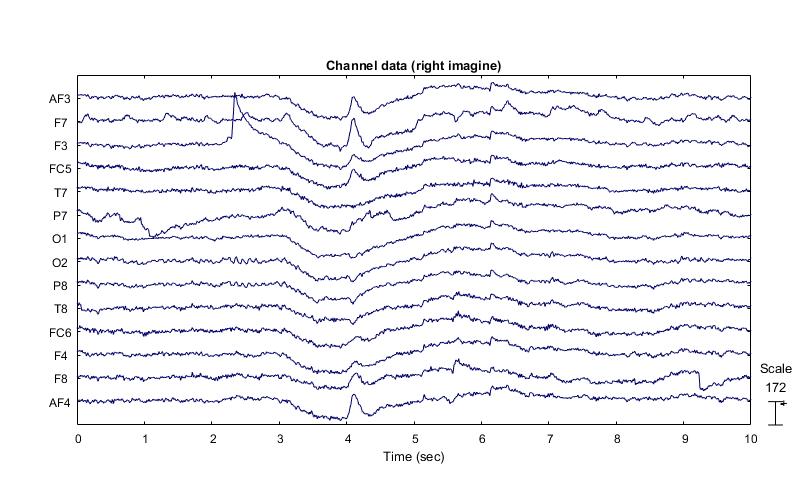 Channel data (right imagine)
AF3
F7
F3
FC5
T7
P7
O1
O2
P8
T8
FC6
F4
F8
AF4
Scale
172
0 1 2 3 4 5 6 7 8 9 10
Time (sec)